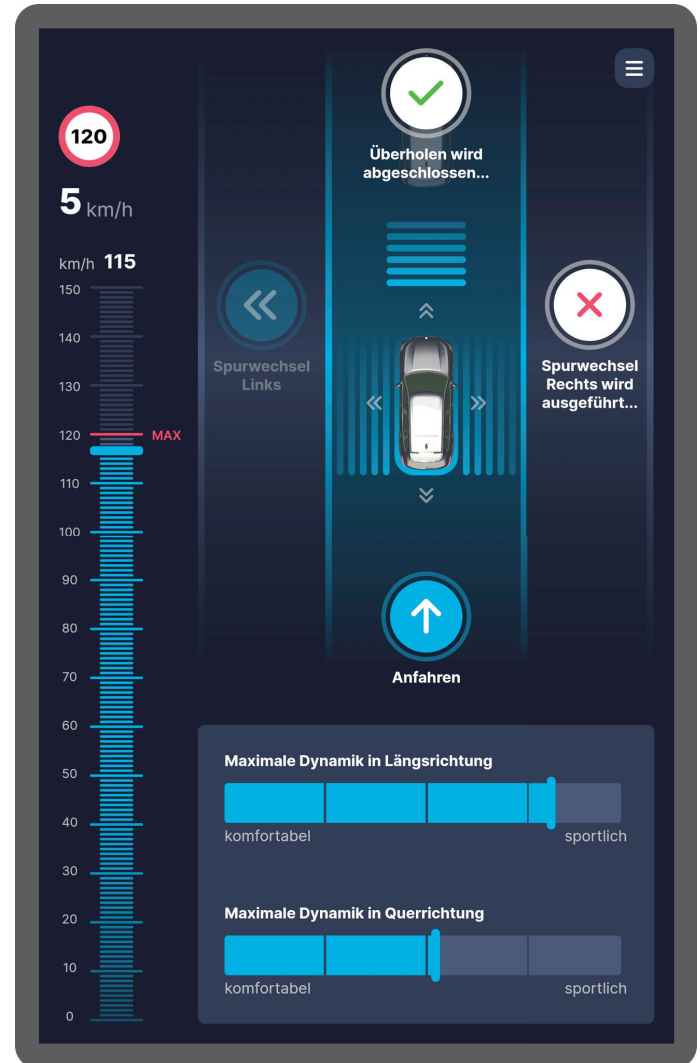 120
5 km/h
km/h 115
150
140
130
120 MAX
110
100
90
80
70
60
50
40
30
20
10
0
Überholen wird
abgeschlossen...
Spurwechsel
Links
Spurwechsel
Rechts wird
ausgeführt...
Anfahren
Maximale Dynamik in Längsrichtung
komfortabel sportlich
Maximale Dynamik in Querrichtung
komfortabel sportlich